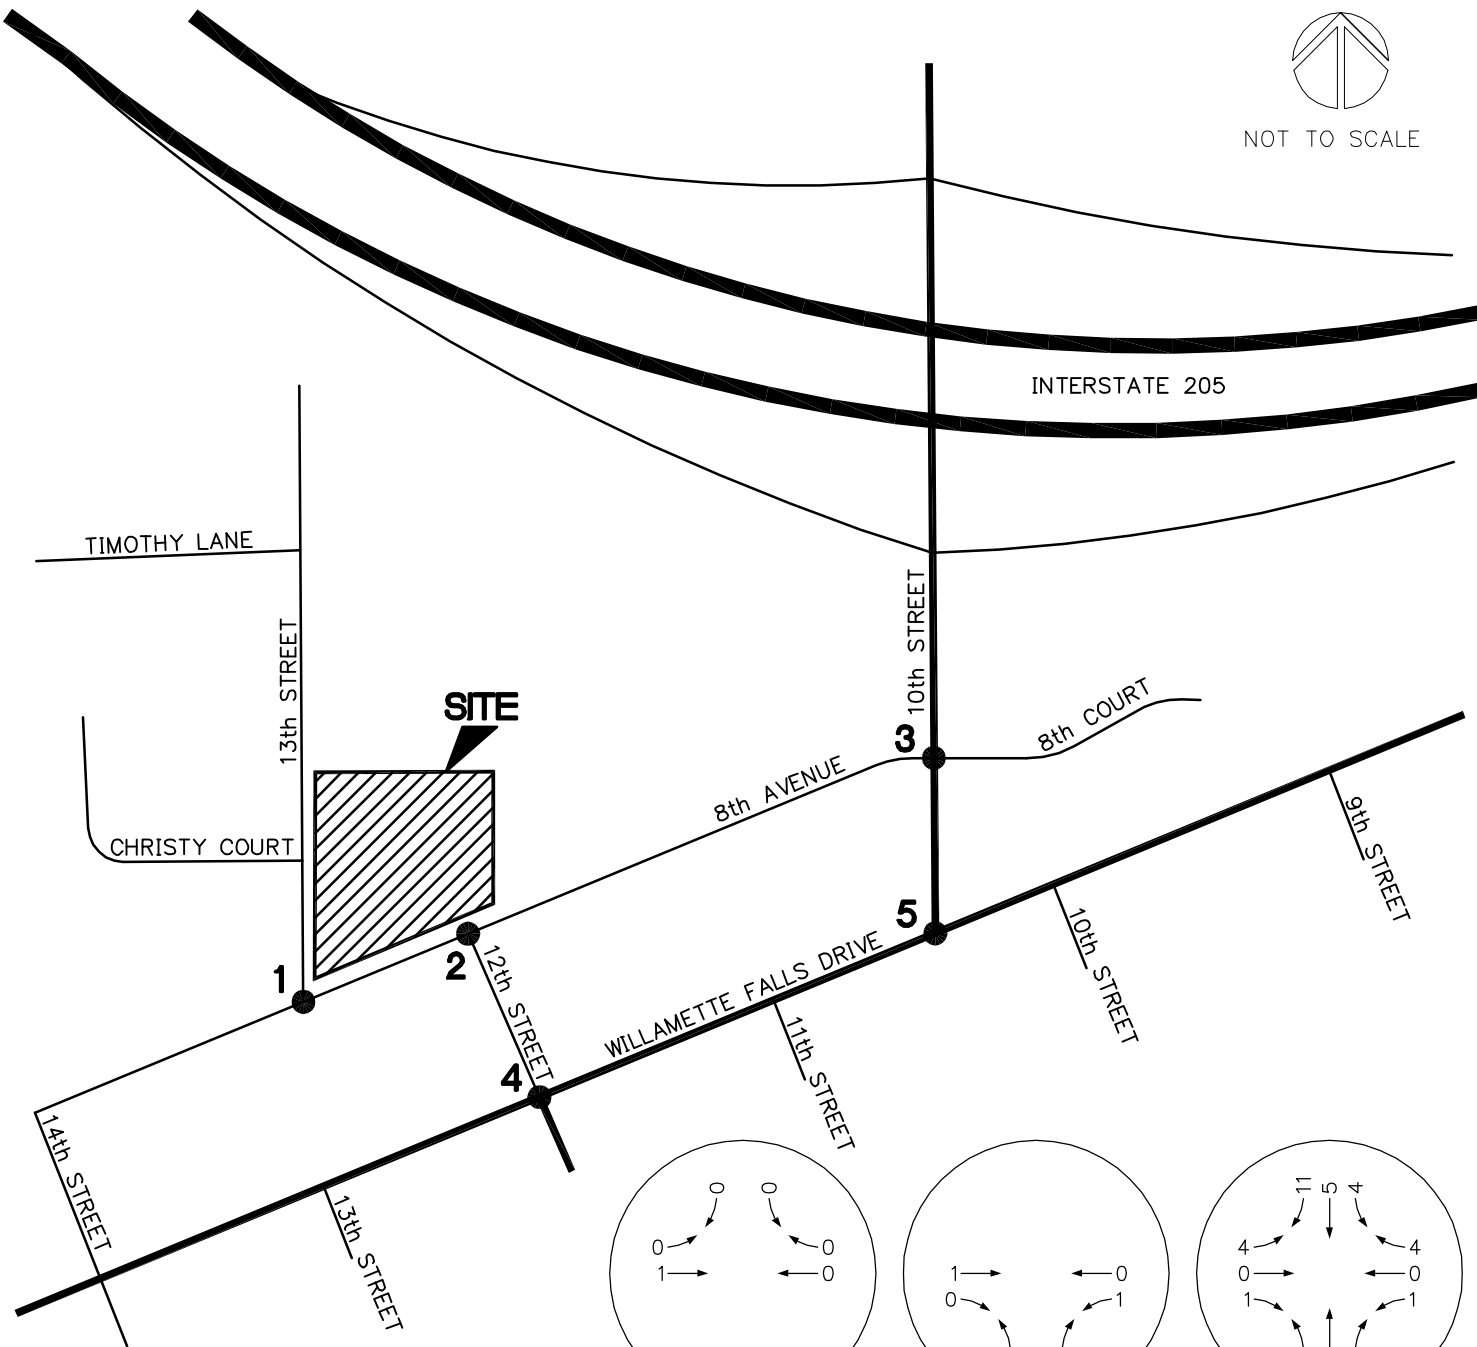 NOT TO SCALE
INTERSTATE 205
TIMOTHY LANE
13th STREET
10th STREET
SITE
8th COURT
3
8th AVENUE
9th STREET
CHRISTY COURT
5
10th STREET
WILLAMETTE FALLS DRIVE
1
2
12th STREET
11th STREET
4
14th STREET
13th STREET
0 0
0 0
1 0
1 0
0 1
11 5 4
4 4
0 0
1 1